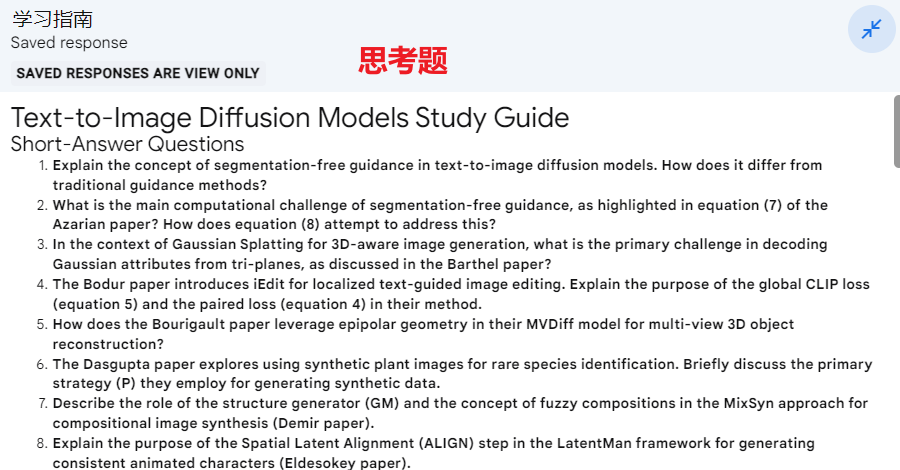 学习指南
Saved response
思考题
SAVED RESPONSES ARE VIEW ONLY
Text-to-Image Diffusion Models Study Guide
Short-Answer Questions
1. Explain the concept of segmentation-free guidance in text-to-image diffusion models. How does it differ from
traditional guidance methods?
2. What is the main computational challenge of segmentation-free guidance, as highlighted in equation (7) of the
Azarian paper? How does equation (8) attempt to address this?
3. In the context of Gaussian Splatting for 3D-aware image generation, what is the primary challenge in decoding
Gaussian attributes from tri-planes, as discussed in the Barthel paper?
4. The Bodur paper introduces iEdit for localized text-guided image editing. Explain the purpose of the global CLIP loss
(equation 5) and the paired loss (equation 4) in their method.
5. How does the Bourigault paper leverage epipolar geometry in their MVDiff model for multi-view 3D object
reconstruction?
6. The Dasgupta paper explores using synthetic plant images for rare species identification. Briefly discuss the primary
strategy (P) they employ for generating synthetic data.
7. Describe the role of the structure generator (GM) and the concept of fuzzy compositions in the MixSyn approach for
compositional image synthesis (Demir paper).
8. Explain the purpose of the Spatial Latent Alignment (ALIGN) step in the LatentMan framework for generating
consistent animated characters (Eldesokey paper).